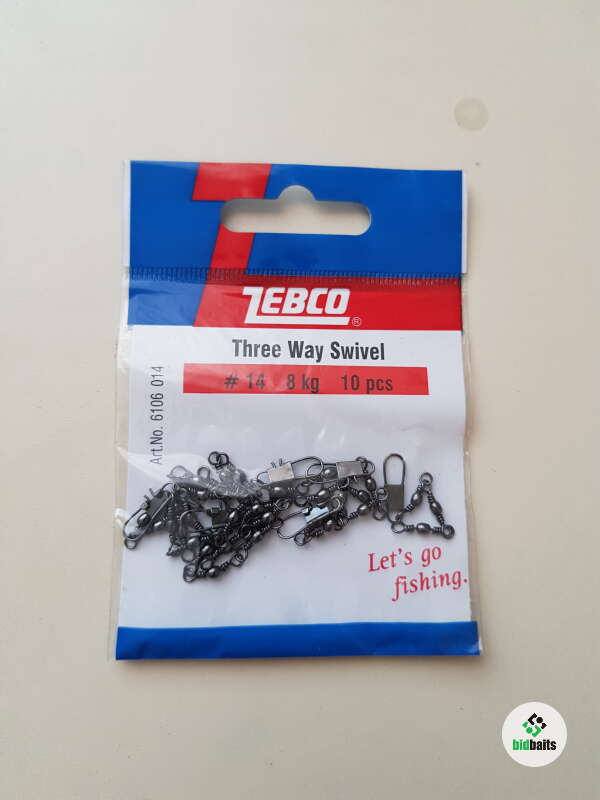 ZEBCO®
Three Way Swivel
# 14 8 kg 10 pcs
Art.No. 6106 014
Let's go
fishing.
bidbaits